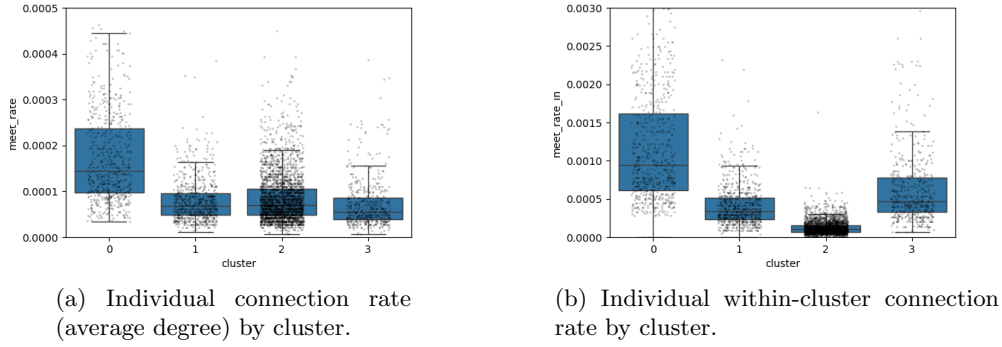 0.0005
0.0004
0.0003
0.0002
0.0001
0.0000
meet_rate
0 1 2 3
cluster
(a) Individual connection rate
(average degree) by cluster.
0.0030
0.0025
0.0020
0.0015
0.0010
0.0005
0.0000
meet_rate_in
0 1 2 3
cluster
(b) Individual within-cluster connection
rate by cluster.